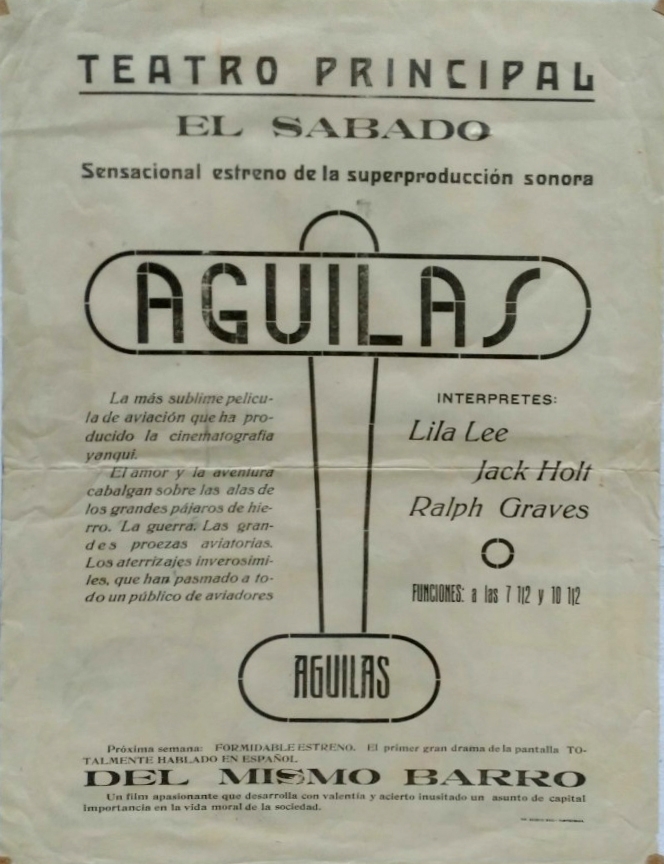 TEATRO PRINCIPAL
EL SABADO
Sensacional estreno de la superproducción sonora
AGUILAS
La más sublime pelícu-
la de aviación que ha pro-
ducido la cinematografía
yanqui.
El amor y la aventura
cabalgan sobre las alas de
los grandes pájaros de hie-
rro. La guerra. Las gran-
des proezas aviatorias.
Los aterrizajes inverosími-
les, que han pasmado a to-
do un público de aviadores
INTERPRETES:
Lila Lee
Jack Holt
Ralph Graves
FUNCIONES: a las 7 1|2 y 10 1|2
AGUILAS
Próxima semana: FORMIDABLE ESTRENO. El primer gran drama de la pantalla TO-
TALMENTE HABLADO EN ESPAÑOL
DEL MISMO BARRO
Un film apasionante que desarrolla con valentía y acierto inusitado un asunto de capital
importancia en la vida moral de la sociedad.